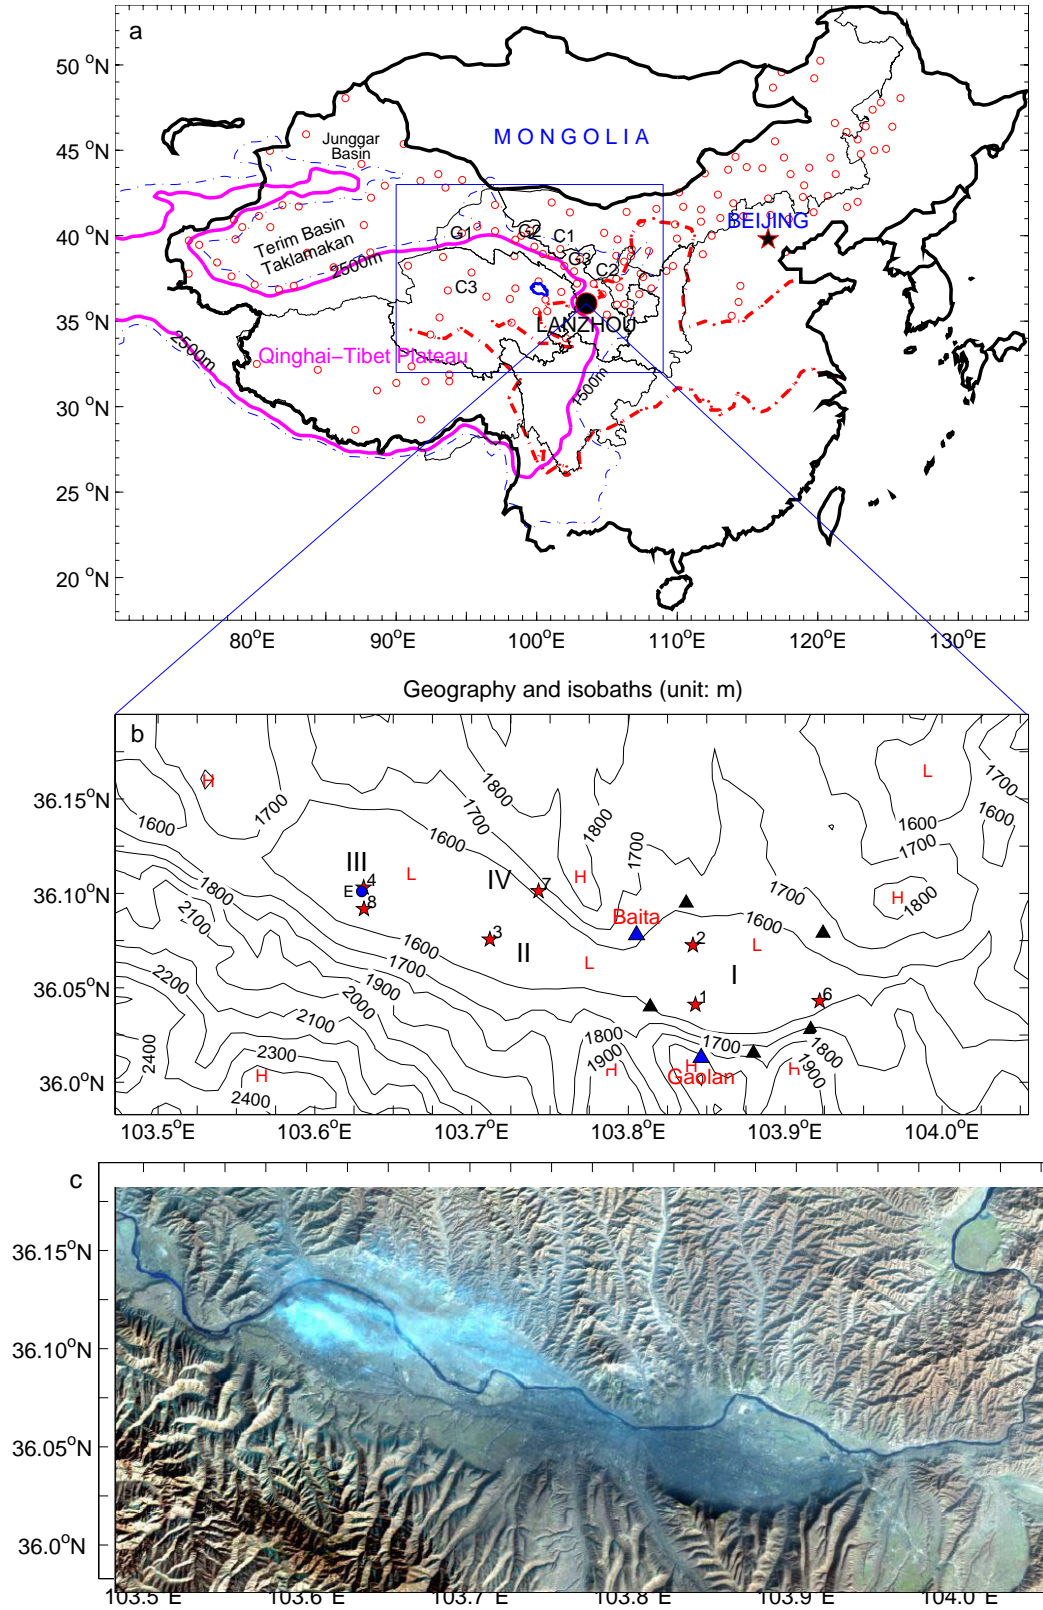 a
50 °N
45 °N
40 °N
35 °N
30 °N
25 °N
20 °N
Junggar
Basin
MONGOLIA
BEIJING
Terim Basin
Taklamakan
2500m
G1
G2
C1
G3
C2
C3
LANZHOU
2500m
Qinghai–Tibet Plateau
1500m
80°E 90°E 100°E 110°E 120°E 130°E
Geography and isobaths (unit: m)
b
36.15°N
36.10°N
36.05°N
36.0°N
H
1700
1800
1700
1800
1700
L
1700
1600
1600
1600
1600
1700
III
4
E
8
L
IV
7
H
1700
H
1800
1800
2100
Baita
1600
3
II
L
2
L
I
1600
1700
1900
2000
2100
2200
2300
2400
2400
H
1
6
1800
1900
1700
1800
1900
H
H
H
Gaolan
103.5°E 103.6°E 103.7°E 103.8°E 103.9°E 104.0°E
c
36.15°N
36.10°N
36.05°N
36.0°N
103.5°E 103.6°E 103.7°E 103.8°E 103.9°E 104.0°E